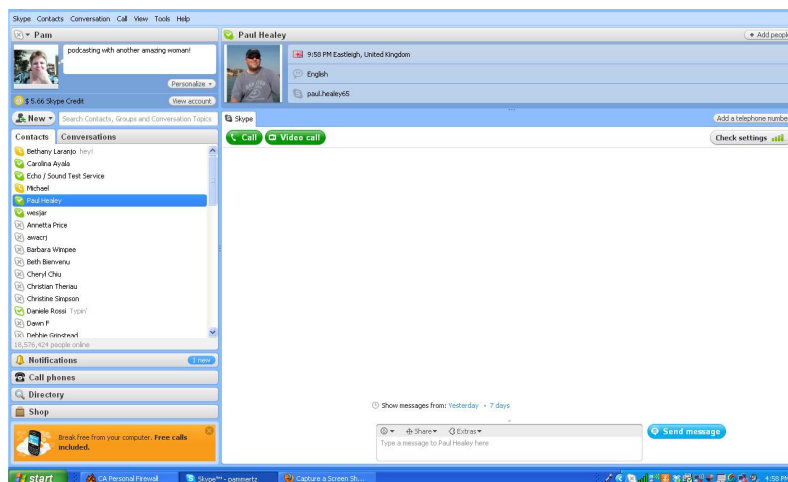 Skype Contacts Conversation Call View Tools Help
Pam
podcasting with another amazing woman!
Personalize
$ 5.66 Skype Credit
View account
New
Search Contacts, Groups and Conversation Topics
Contacts Conversations
Bethany Laranjo hey!
Carolina Ayala
Echo / Sound Test Service
Michael
Paul Healey
wesjar
Annetta Price
awacrj
Barbara Wimpee
Beth Bienvenu
Cheryl Chiu
Christian Theriau
Christine Simpson
Daniele Rossi Typin'
Dawn F
Debbie Grinstead
18,576,424 people online
Notifications 1 new
Call phones
Directory
Shop
Break free from your computer. Free calls
included.
Paul Healey
+ Add people
9:58 PM Eastleigh, United Kingdom
English
paul.healey65
Skype
Add a telephone number
Call Video call
Check settings
Show messages from: Yesterday • 7 days
Share Extras
Type a message to Paul Healey here
Send message
start
CA Personal Firewall
Skype™ - pammertz
Capture a Screen Sh...
4:58 PM